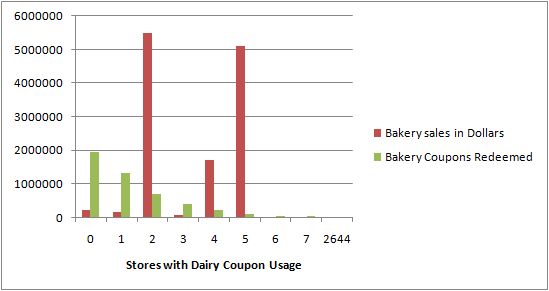 6000000
5000000
4000000
3000000
2000000
1000000
0
0 1 2 3 4 5 6 7 2644
Stores with Dairy Coupon Usage
Bakery sales in Dollars
Bakery Coupons Redeemed